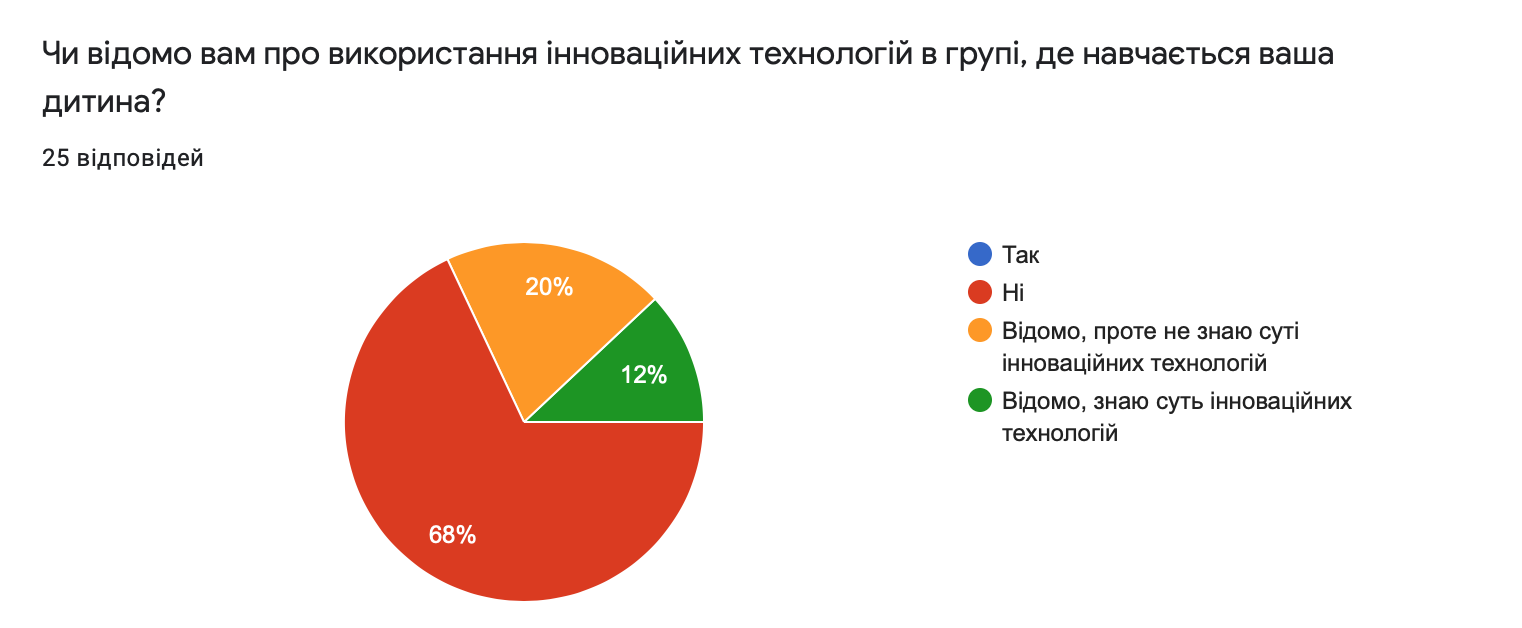 Чи відомо вам про використання інноваційних технологій в групі, де навчається ваша
дитина?
25 відповідей
20%
12%
68%
Так
Ні
Відомо, проте не знаю суті
інноваційних технологій
Відомо, знаю суть інноваційних
технологій